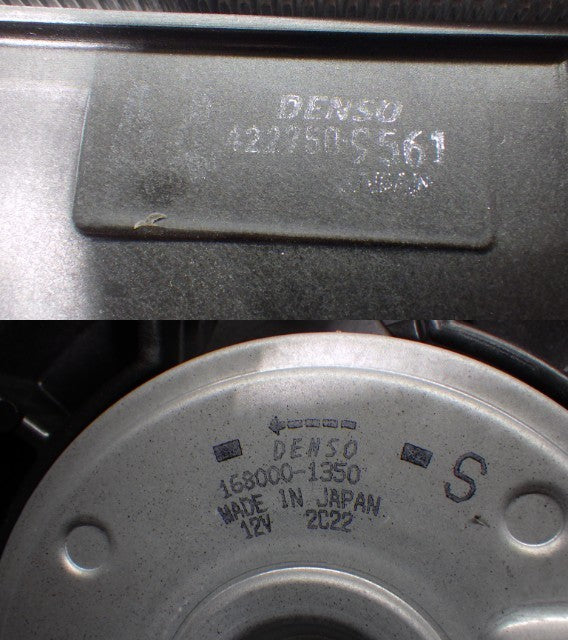 DENSO
422750-5561
JAPAN
DENSO
168000-1350
MADE IN JAPAN
12V 2C22
S